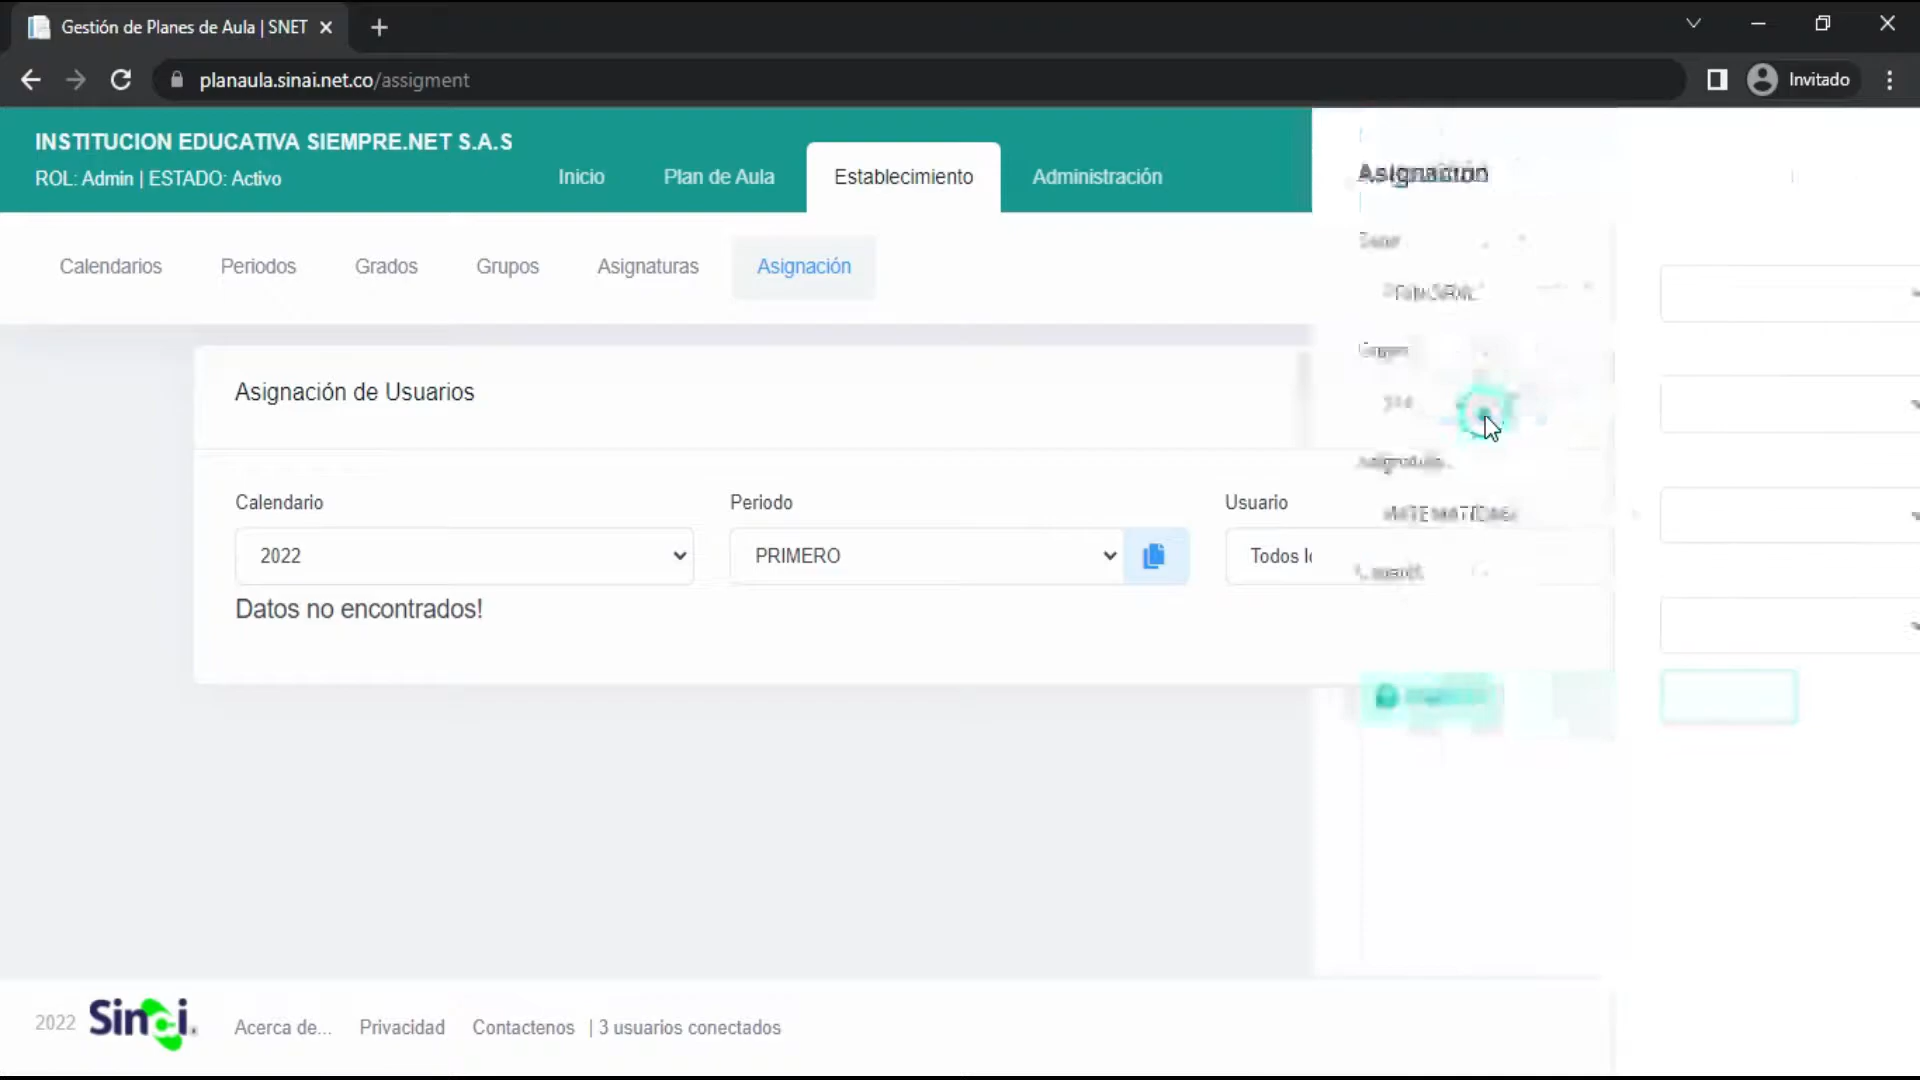 Gestión de Planes de Aula | SNET
planaula.sinai.net.co/assigment
Invitado
INSTITUCION EDUCATIVA SIEMPRE.NET S.A.S
ROL: Admin | ESTADO: Activo
Inicio
Plan de Aula
Establecimiento
Administración
Asignación
Calendarios
Periodos
Grados
Grupos
Asignaturas
Asignación
Asignación de Usuarios
Calendario
Periodo
Usuario
2022
PRIMERO
Todos
Datos no encontrados!
2022
Sinai.
Acerca de...
Privacidad
Contactenos
| 3 usuarios conectados